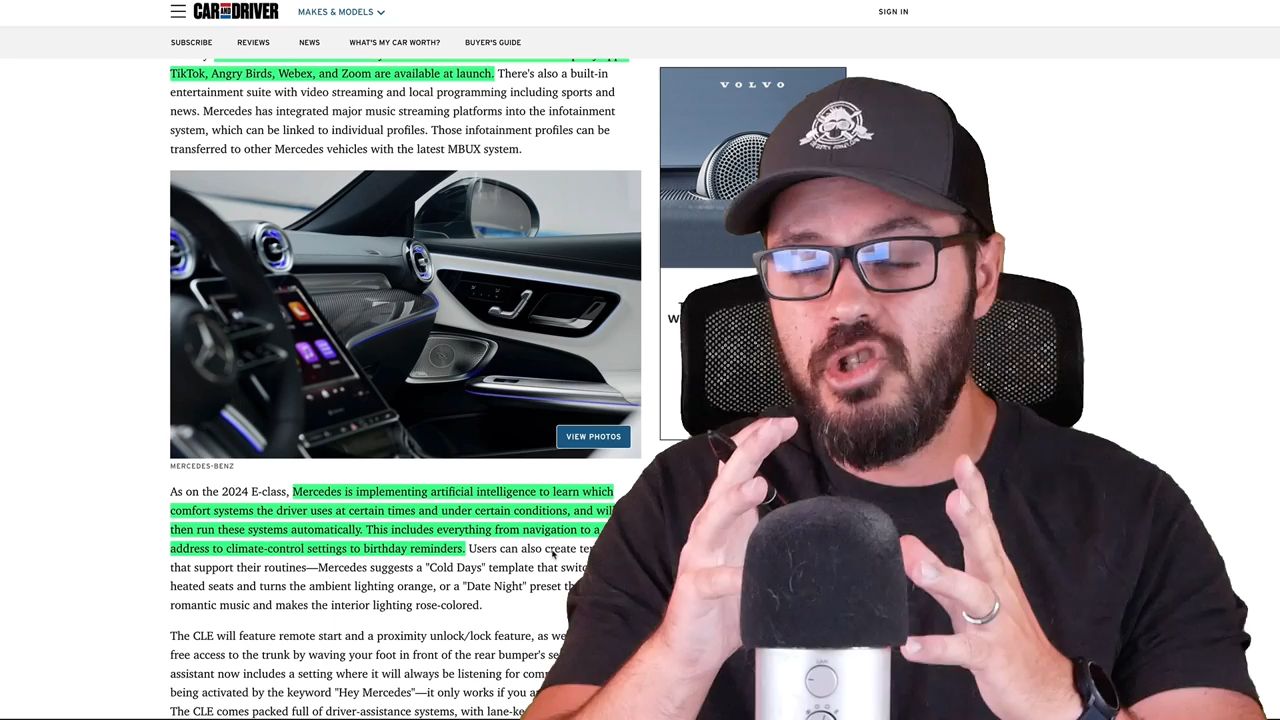 CAR AND DRIVER
MAKES & MODELS
SIGN IN
SUBSCRIBE
REVIEWS
NEWS
WHAT'S MY CAR WORTH?
BUYER'S GUIDE
TikTok, Angry Birds, Webex, and Zoom are available at launch. There's also a built-in
entertainment suite with video streaming and local programming including sports and
news. Mercedes has integrated major music streaming platforms into the infotainment
system, which can be linked to individual profiles. Those infotainment profiles can be
transferred to other Mercedes vehicles with the latest MBUX system.
VOLVO
VIEW PHOTOS
MERCEDES-BENZ
As on the 2024 E-class, Mercedes is implementing artificial intelligence to learn which
comfort systems the driver uses at certain times and under certain conditions, and will
then run these systems automatically. This includes everything from navigation to a
address to climate-control settings to birthday reminders. Users can also create
that support their routines—Mercedes suggests a "Cold Days" template that
heated seats and turns the ambient lighting orange, or a "Date Night" preset
romantic music and makes the interior lighting rose-colored.
The CLE will feature remote start and a proximity unlock/lock feature, as
free access to the trunk by waving your foot in front of the rear bumper's
assistant now includes a setting where it will always be listening for
being activated by the keyword "Hey Mercedes"—it only works if you
The CLE comes packed full of driver-assistance systems, with